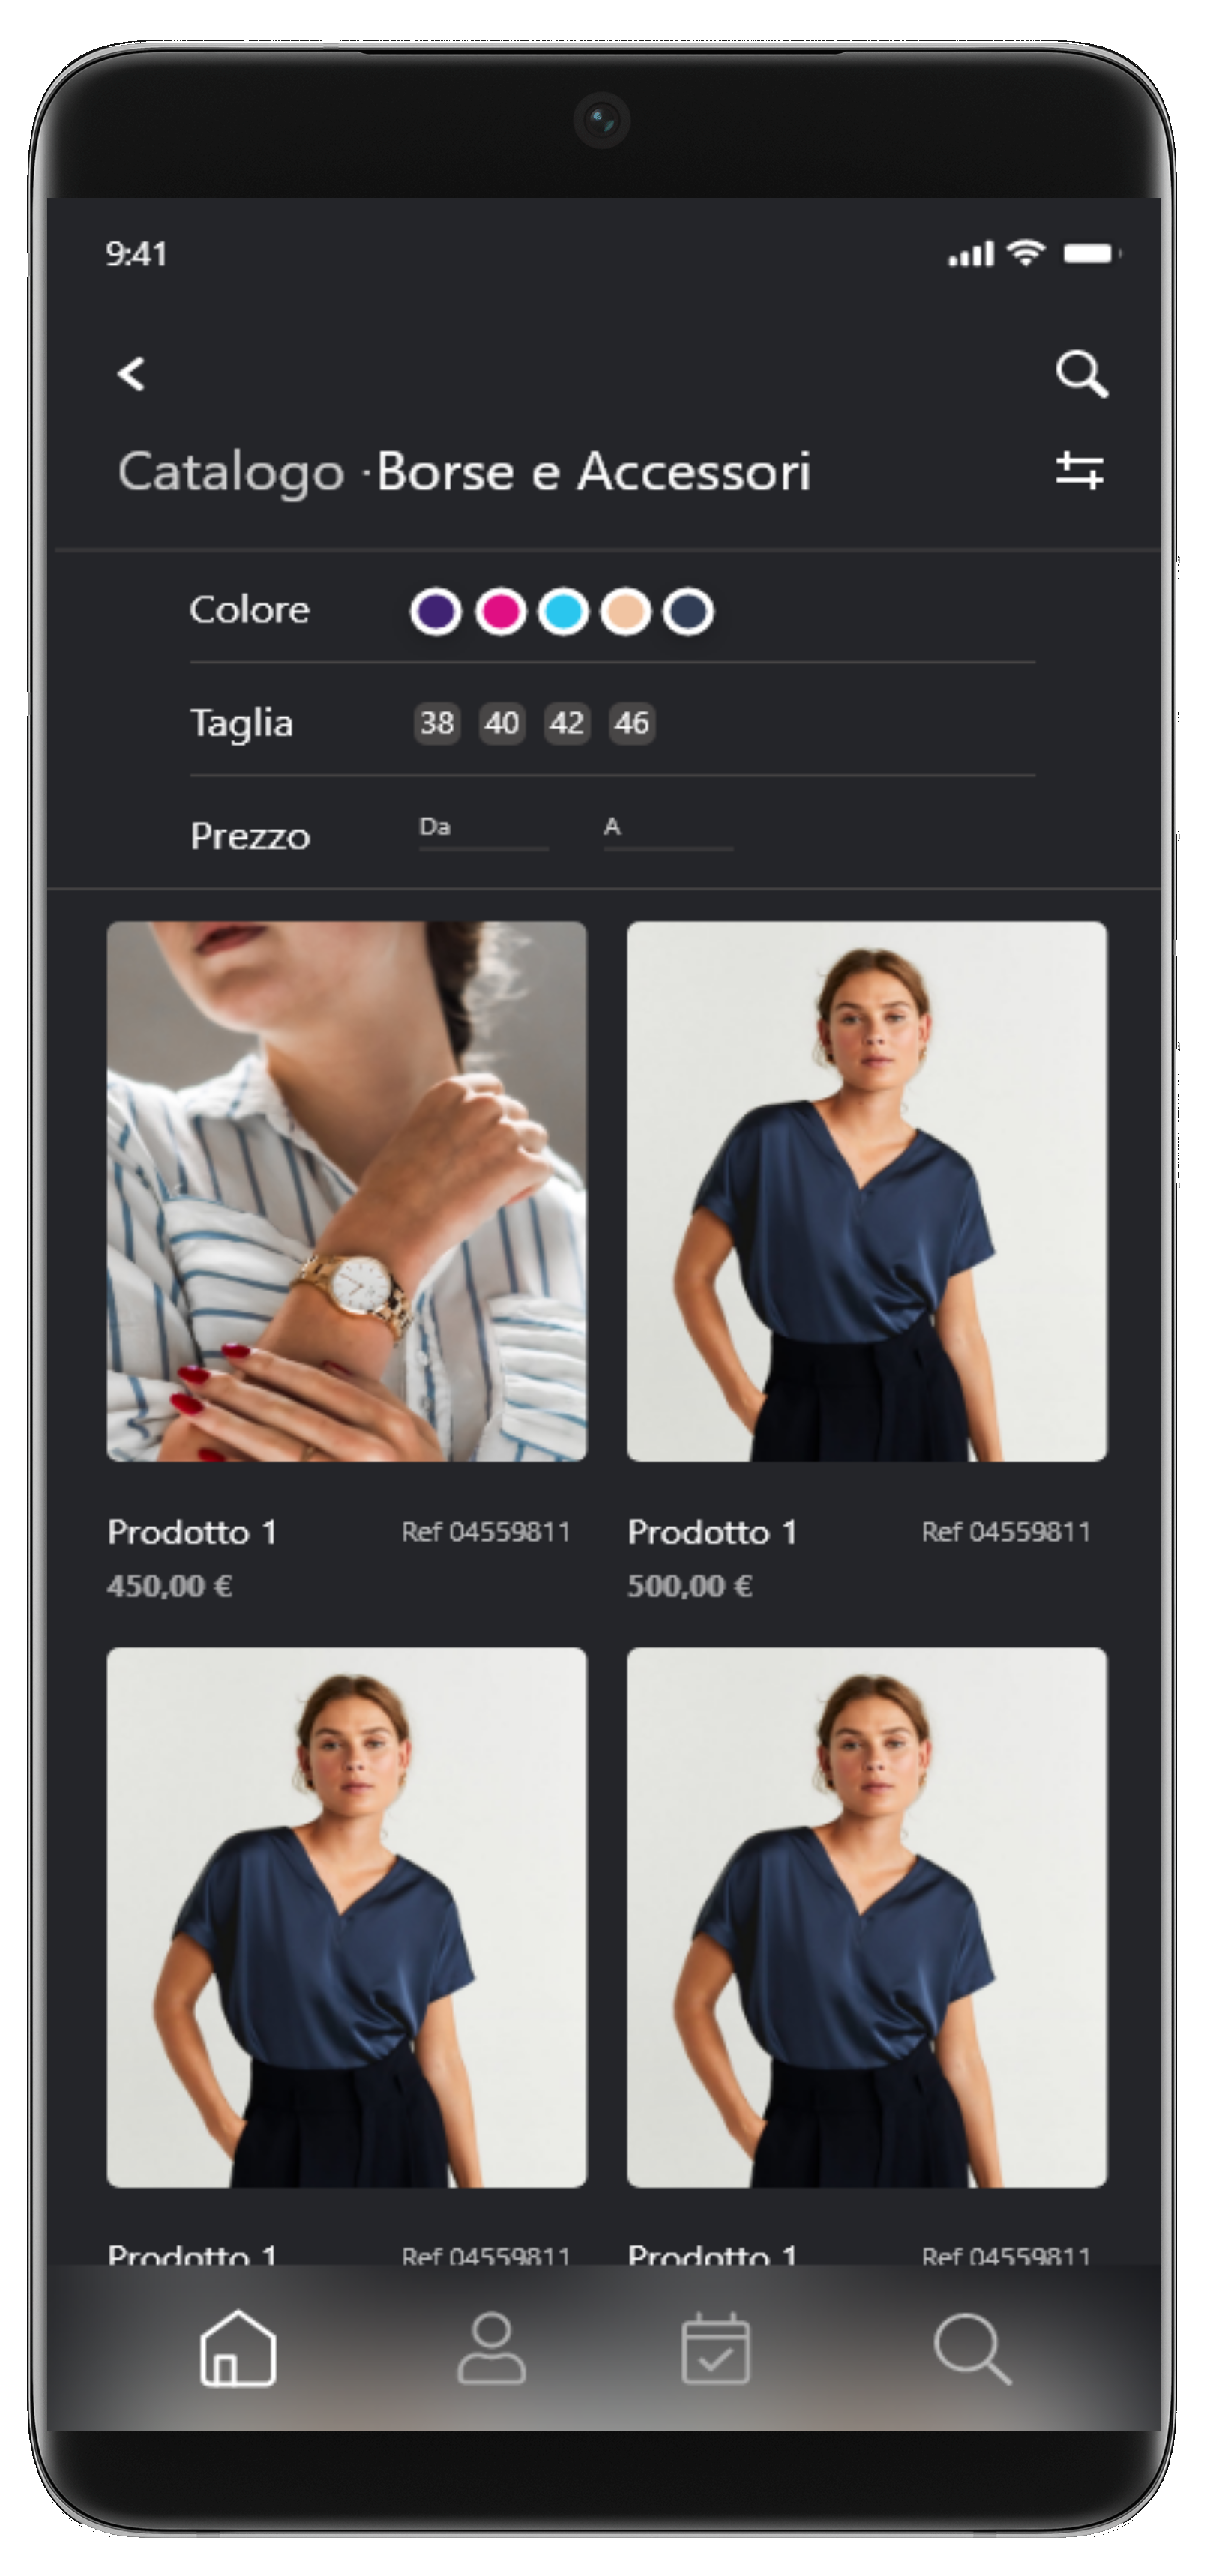 9:41
Catalogo ·Borse e Accessori
Colore
Taglia 38 40 42 46
Prezzo Da A
Prodotto 1 Ref 04559811 Prodotto 1 Ref 04559811
450,00 € 500,00 €
Prodotto 1 Ref 04559811 Prodotto 1 Ref 04559811